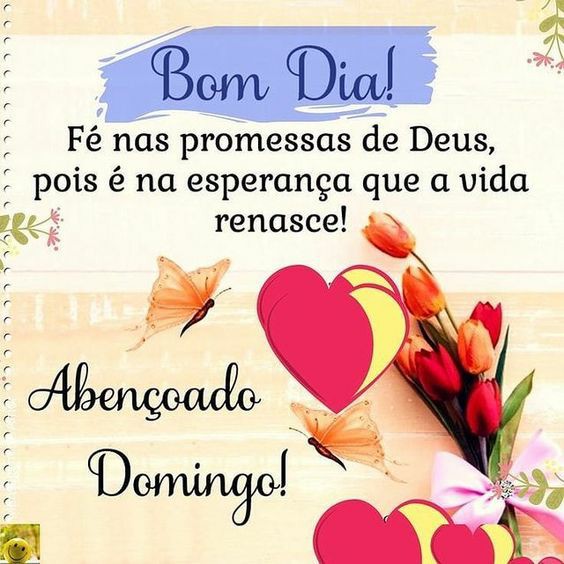 Bom Dia!
Fé nas promessas de Deus,
pois é na esperança que a vida
renasce!
Abençoado
Domingo!